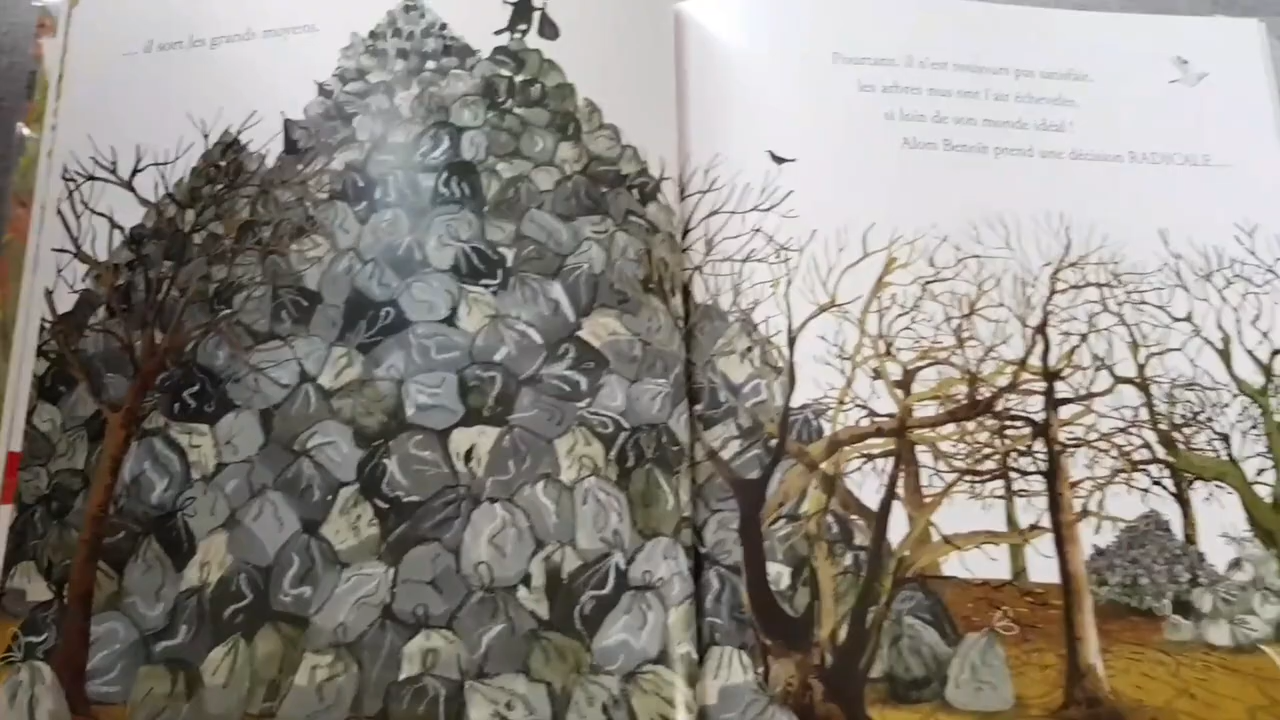 ... il sort les grands moyens.
Pourtant, il n'est toujours pas satisfait,
les arbres nus ont l'air échevelés,
si loin de son monde idéal !
Alors Benoît prend une décision RADICALE...